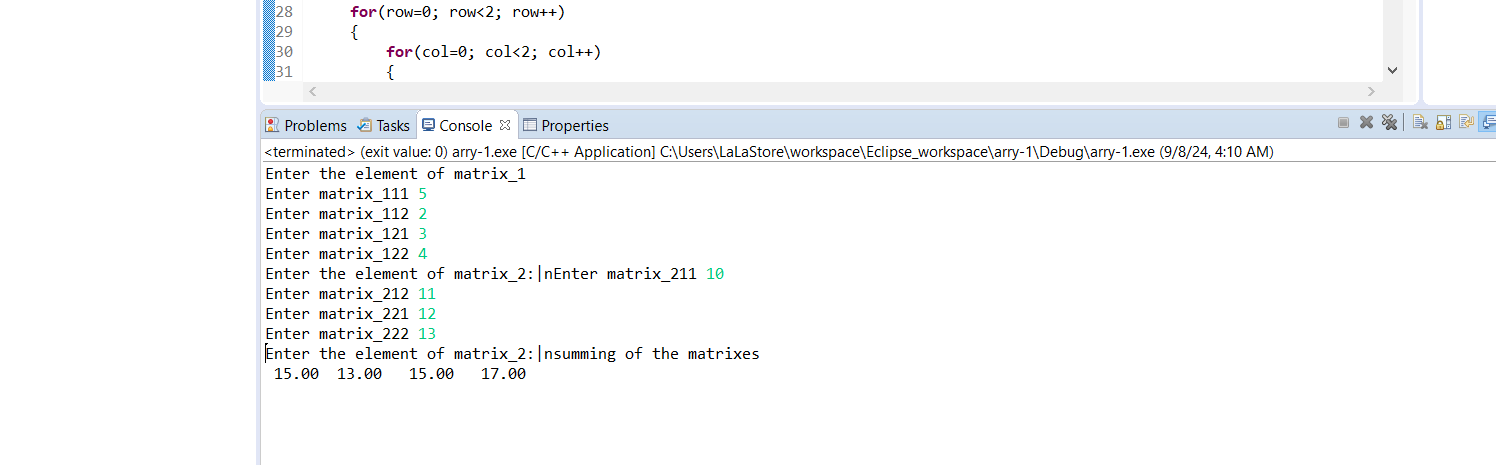 28 for(row=0; row<2; row++)
29 {
30 for(col=0; col<2; col++)
31 {
Problems Tasks Console Properties
<terminated> (exit value: 0) arry-1.exe [C/C++ Application] C:\Users\LaLaStore\workspace\Eclipse_workspace\arry-1\Debug\arry-1.exe (9/8/24, 4:10 AM)
Enter the element of matrix_1
Enter matrix_111 5
Enter matrix_112 2
Enter matrix_121 3
Enter matrix_122 4
Enter the element of matrix_2:|nEnter matrix_211 10
Enter matrix_212 11
Enter matrix_221 12
Enter matrix_222 13
Enter the element of matrix_2:|nsumming of the matrixes
15.00 13.00 15.00 17.00